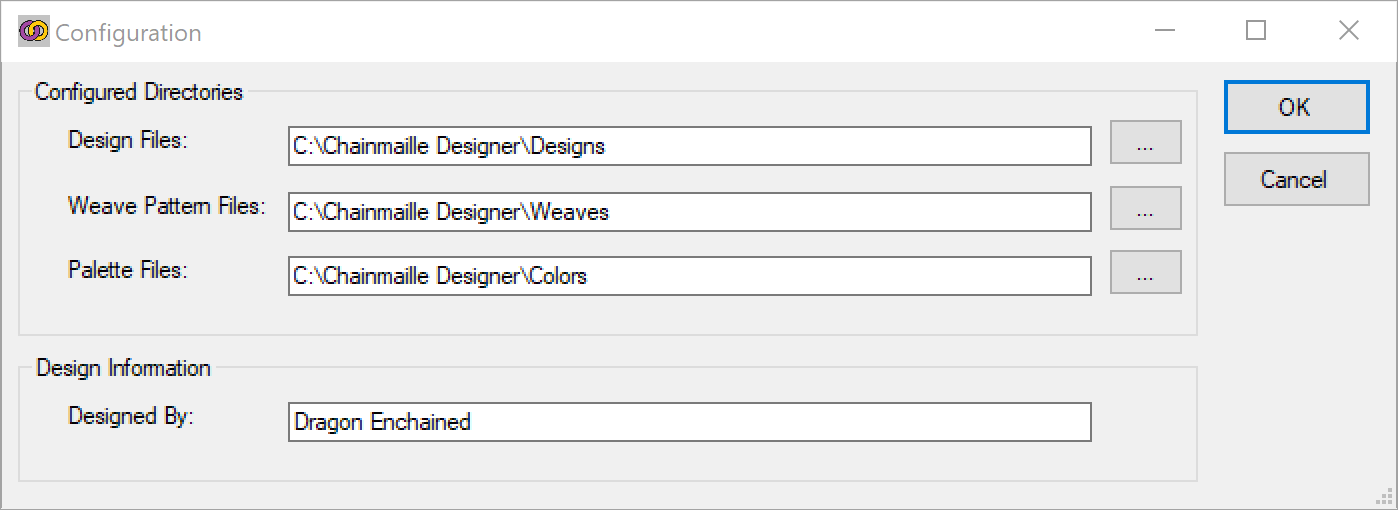 Configuration
Configured Directories
Design Files: C:\Chainmaille Designer\Designs ...
Weave Pattern Files: C:\Chainmaille Designer\Weaves ...
Palette Files: C:\Chainmaille Designer\Colors ...
OK
Cancel
Design Information
Designed By: Dragon Enchained